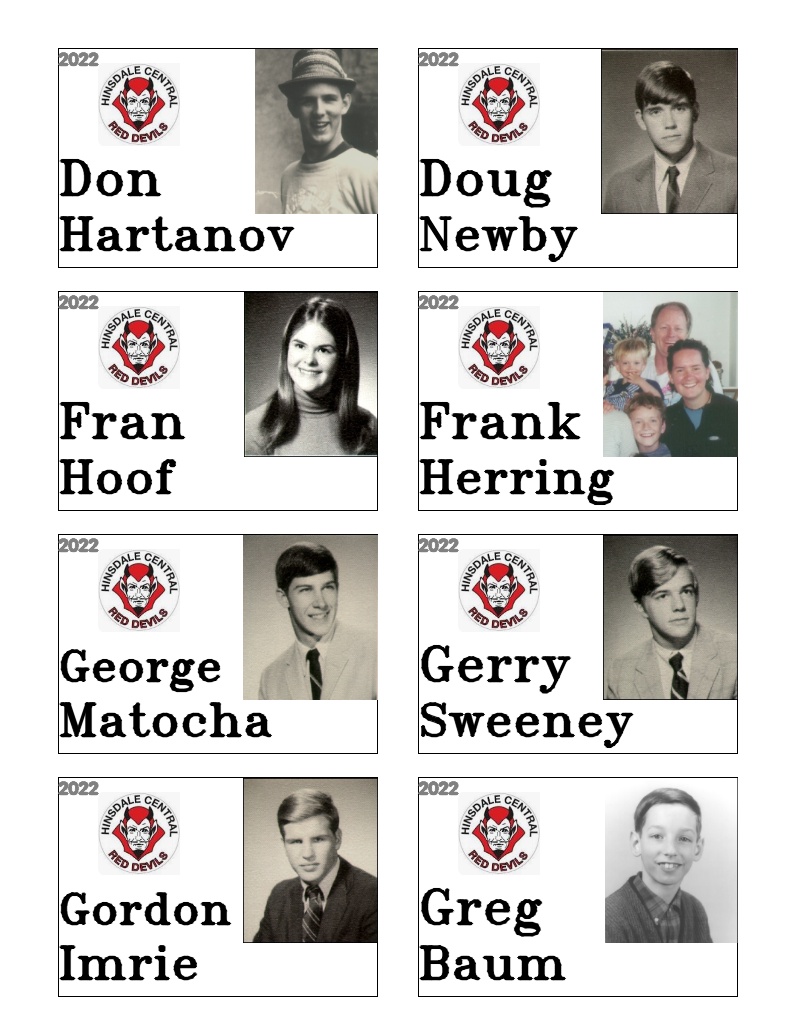 2022
HINSDALE CENTRAL
RED DEVILS
Don
Hartanov
2022
HINSDALE CENTRAL
RED DEVILS
Doug
Newby
2022
HINSDALE CENTRAL
RED DEVILS
Fran
Hoof
2022
HINSDALE CENTRAL
RED DEVILS
Frank
Herring
2022
HINSDALE CENTRAL
RED DEVILS
George
Matocha
2022
HINSDALE CENTRAL
RED DEVILS
Gerry
Sweeney
2022
HINSDALE CENTRAL
RED DEVILS
Gordon
Imrie
2022
HINSDALE CENTRAL
RED DEVILS
Greg
Baum